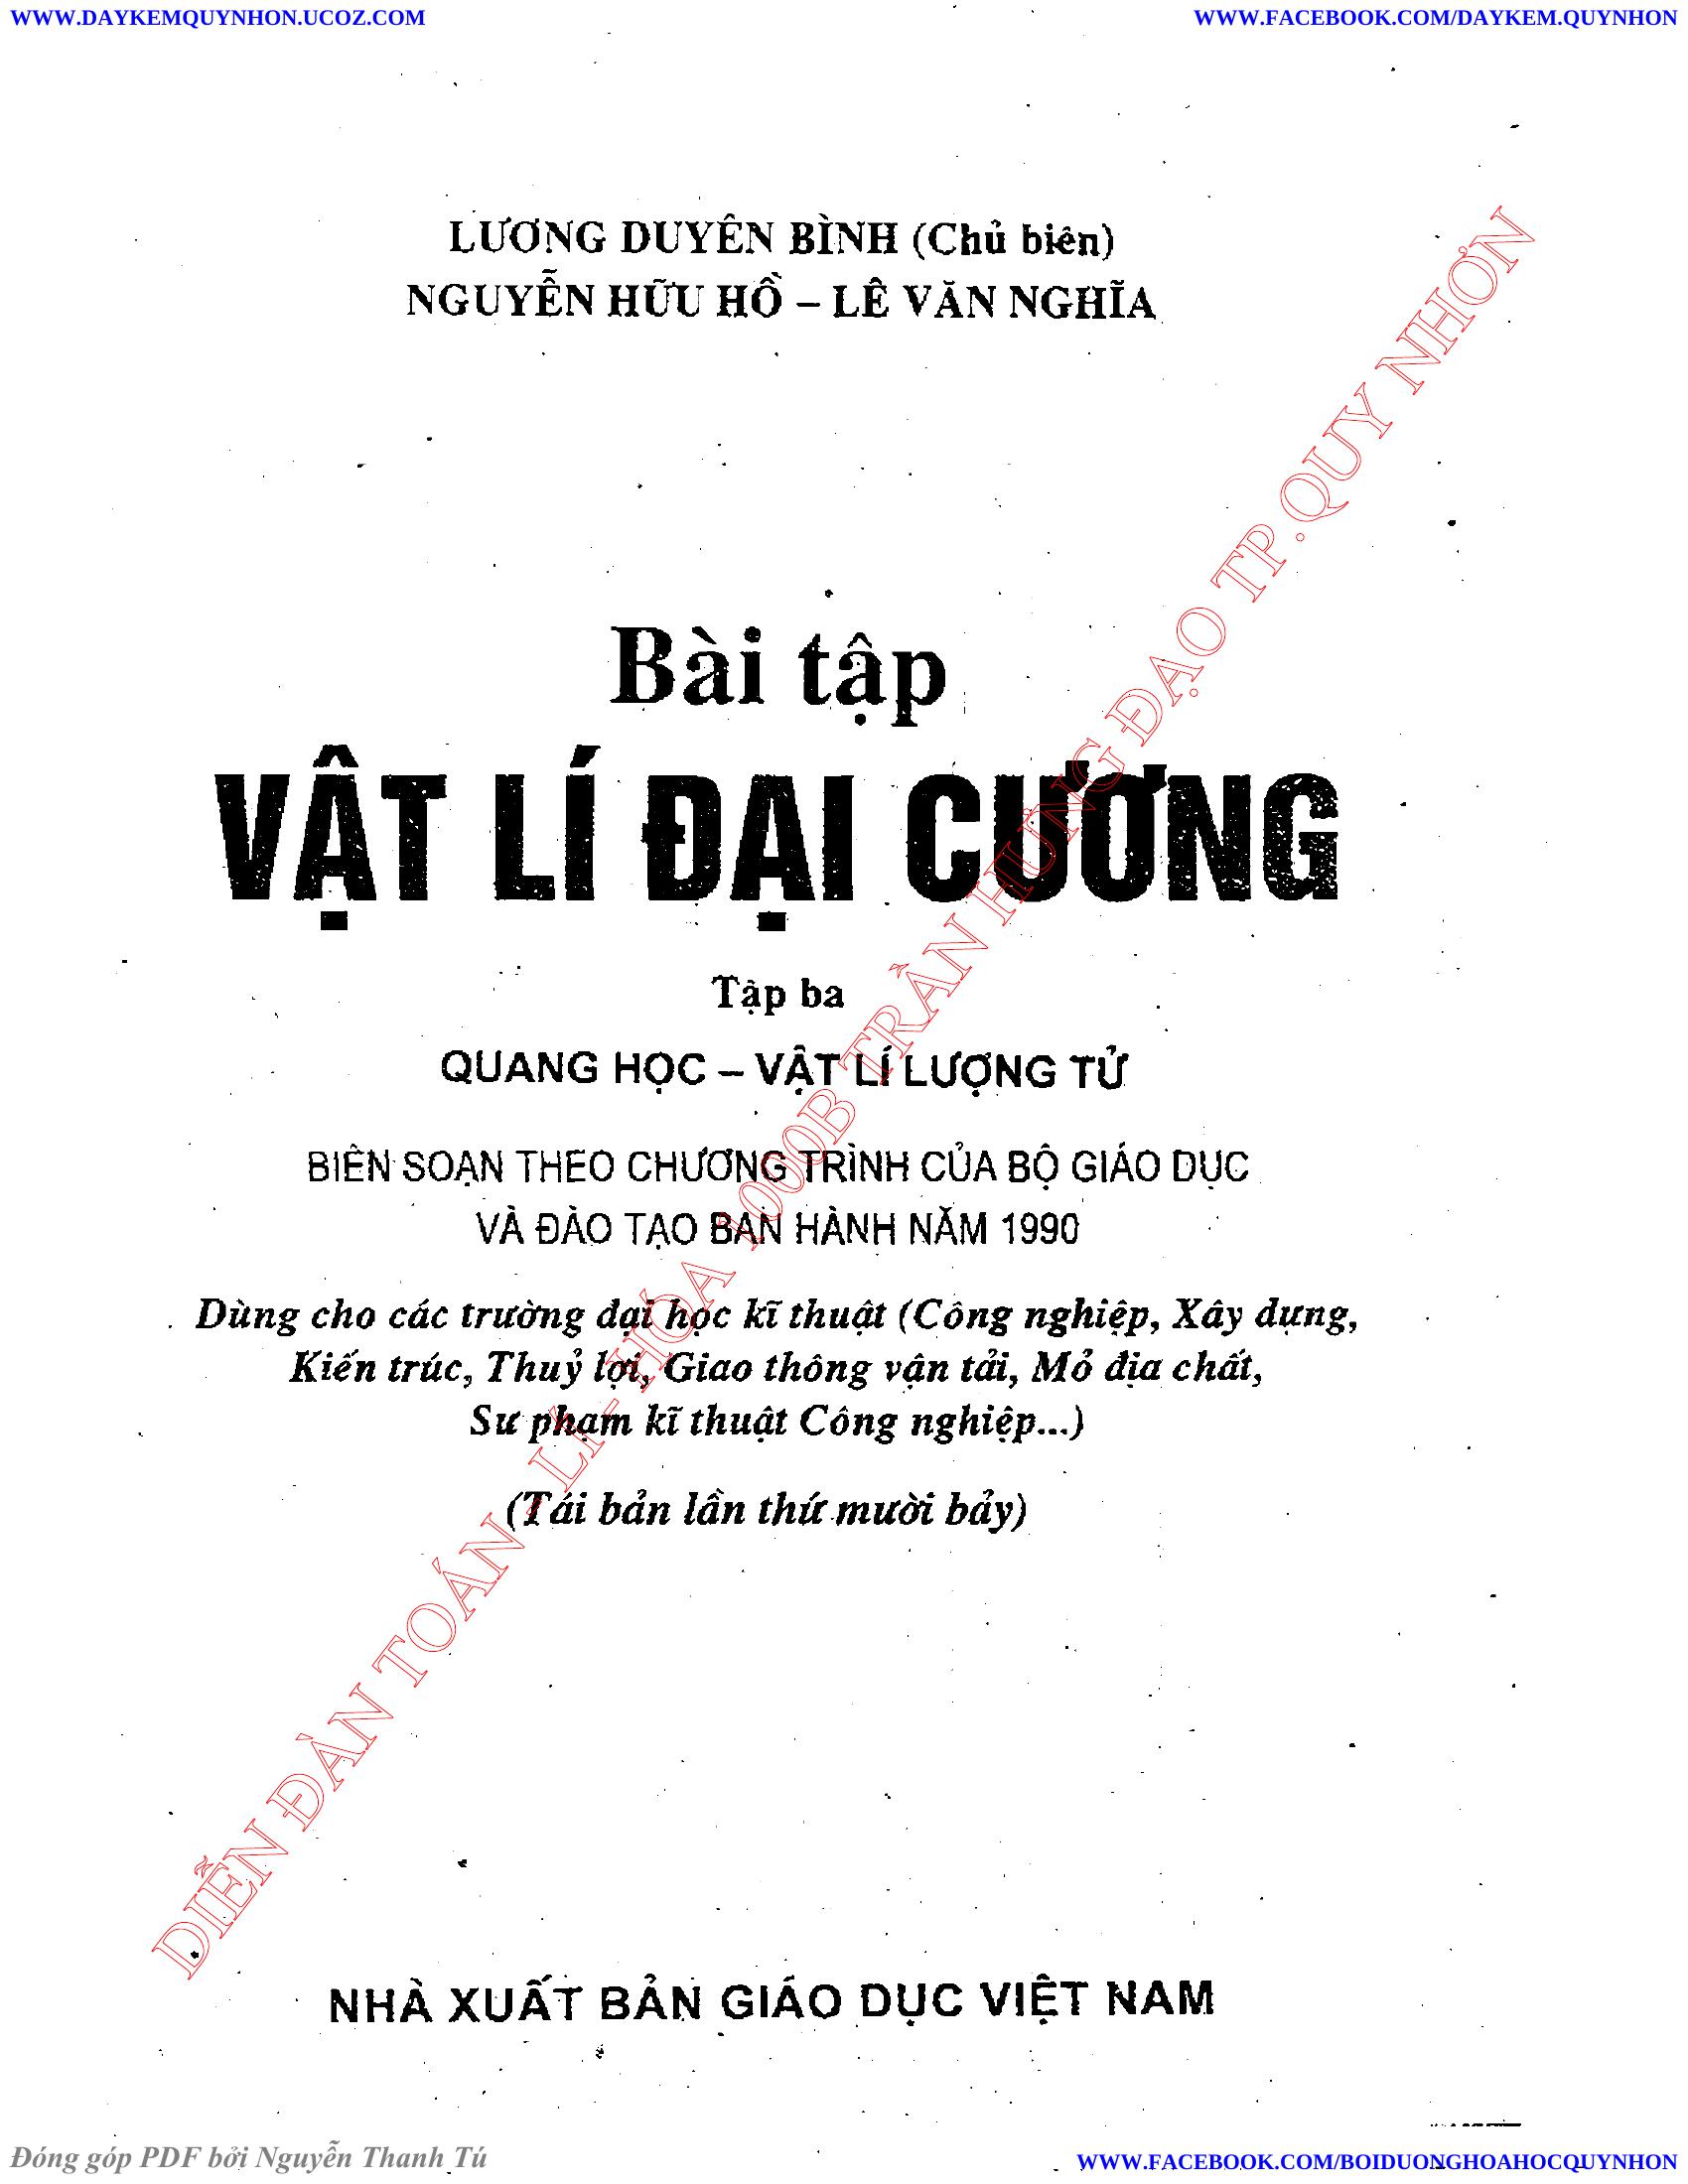 WWW.DAYKEMQUYNHON.UCOZ.COM
WWW.FACEBOOK.COM/DAYKEM.QUYNHON
LƯƠNG DUYÊN BÌNH (Chủ biên)
NGUYỄN HỮU HỒ – LÊ VĂN NGHĨA
Bài tập
VẬT LÍ ĐẠI CƯƠNG
Tập ba
QUANG HỌC – VẬT LÍ LƯỢNG TỬ
BIÊN SOẠN THEO CHƯƠNG TRÌNH CỦA BỘ GIÁO DỤC
VÀ ĐÀO TẠO BAN HÀNH NĂM 1990
Dùng cho các trường đại học kĩ thuật (Công nghiệp, Xây dựng,
Kiến trúc, Thuỷ lợi, Giao thông vận tải, Mỏ địa chất,
Sư phạm kĩ thuật Công nghiệp...)
(Tái bản lần thứ mười bảy)
DIỄN ĐÀN TOÁN - LÍ - HÓA 1000B TRẦN HƯNG ĐẠO TP.QUY NHƠN
NHÀ XUẤT BẢN GIÁO DỤC VIỆT NAM
Đóng góp PDF bởi Nguyễn Thanh Tú
WWW.FACEBOOK.COM/BOIDUONGHOAHOCQUYNHON